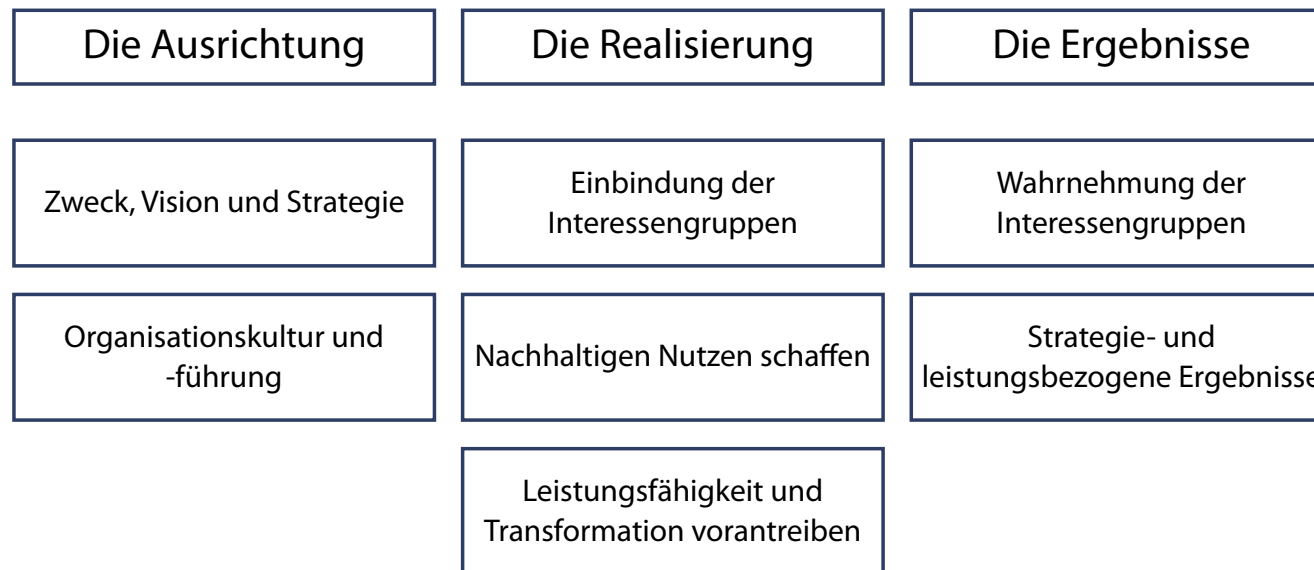 Die Ausrichtung
Die Realisierung
Die Ergebnisse
Zweck, Vision und Strategie
Einbindung der
Interessengruppen
Wahrnehmung der
Interessengruppen
Organisationskultur und
-führung
Nachhaltigen Nutzen schaffen
Strategie- und
leistungsbezogene Ergebnisse
Leistungsfähigkeit und
Transformation vorantreiben